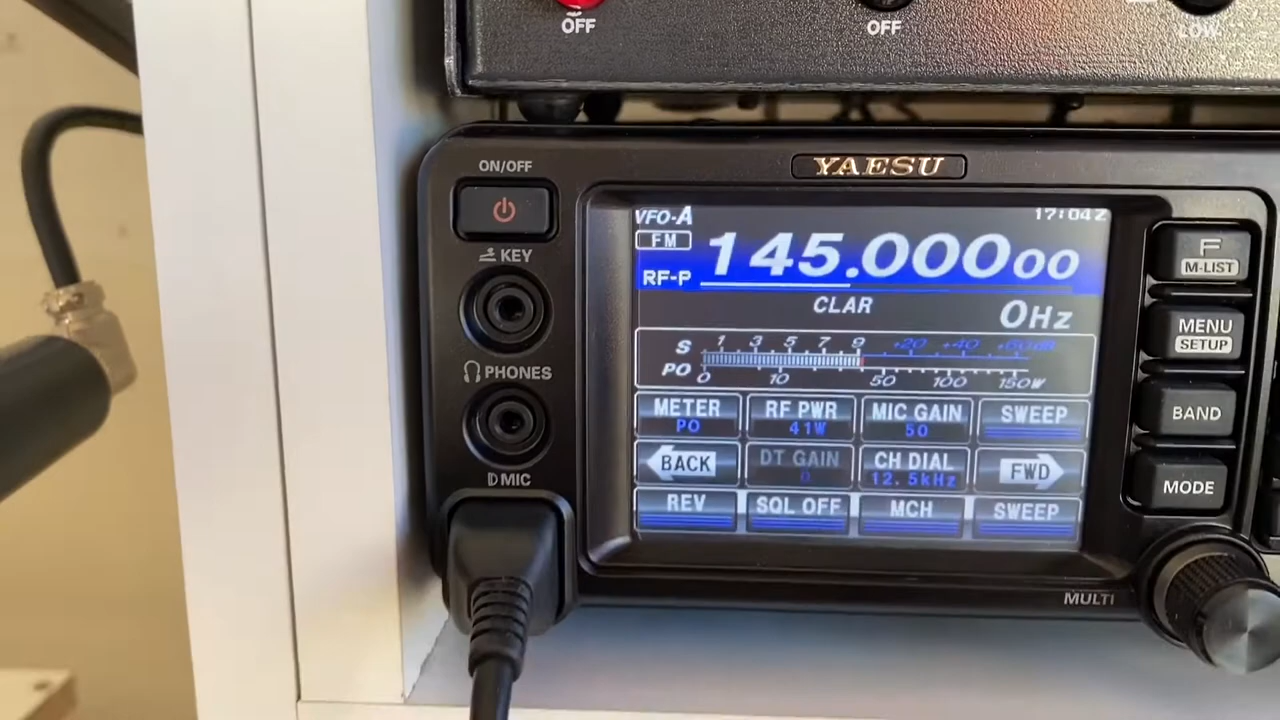 OFF
OFF
LOW
ON/OFF
YAESU
KEY
PHONES
MIC
VFO-A
17:04Z
FM
145.00000
RF-P
CLAR
0Hz
S 1 3 5 7 9 +20 +40 +60dB
PO 0 10 50 100 150W
METER RF PWR MIC GAIN SWEEP
PO 41W 50
BACK DT GAIN CH DIAL FWD
0 12.5kHz
REV SQL OFF MCH SWEEP
F
M-LIST
MENU
SETUP
BAND
MODE
MULTI